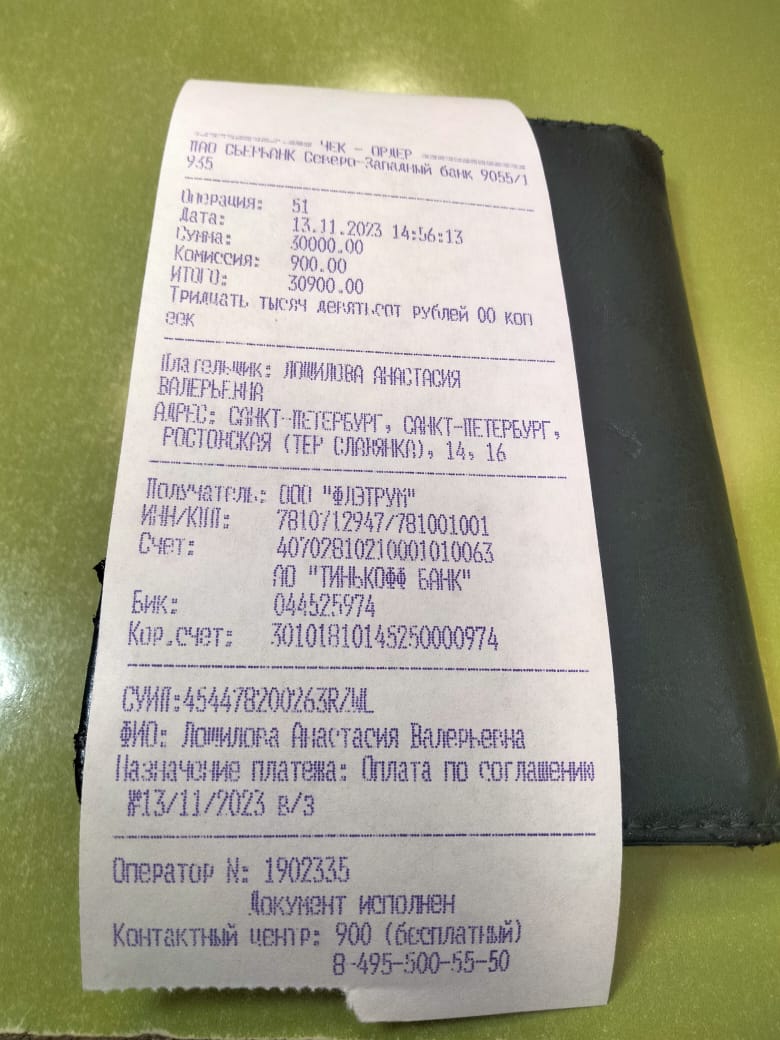 ЧЕК - ОРДЕР
ПАО СБЕРБАНК Северо-Западный банк 9055/1
935
Операция: 51
Дата: 13.11.2023 14:56:13
Сумма: 30000.00
Комиссия: 900.00
ИТОГО: 30900.00
Тридцать тысяч девятьсот рублей 00 коп
еек
Плательщик: ЛОШИЛОВА АНАСТАСИЯ
ВАЛЕРЬЕВНА
АДРЕС: САНКТ-ПЕТЕРБУРГ, САНКТ-ПЕТЕРБУРГ,
РОСТОВСКАЯ (ТЕР СЛАВЯНКА), 14, 16
Получатель: ООО "ФЛЭТРУМ"
ИНН/КПП: 7810712947/781001001
Счет: 40702810210001010063
АО "ТИНЬКОФФ БАНК"
Бик: 044525974
Кор.счет: 30101810145250000974
СУИП:454478200263RZWL
ФИО: Лошилова Анастасия Валерьевна
Назначение платежа: Оплата по соглашению
№13/11/2023 в/з
Оператор N: 1902335
Документ исполнен
Контактный центр: 900 (бесплатный)
8-495-500-55-50